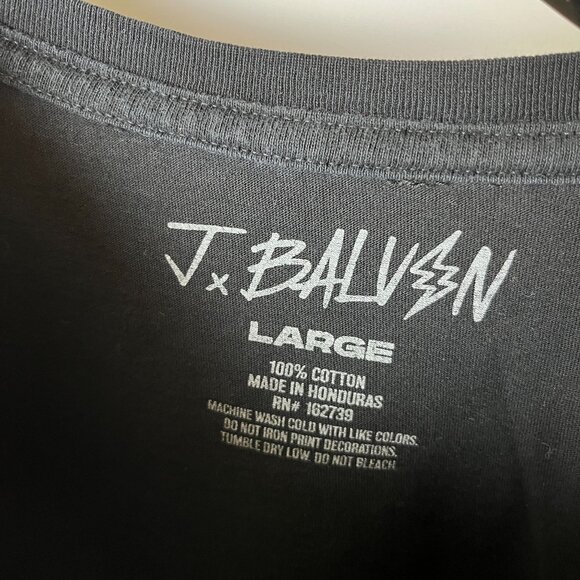 J.x BALVEEN
LARGE
100% COTTON
MADE IN HONDURAS
RN# 162739
MACHINE WASH COLD WITH LIKE COLORS.
DO NOT IRON PRINT DECORATIONS.
TUMBLE DRY LOW. DO NOT BLEACH